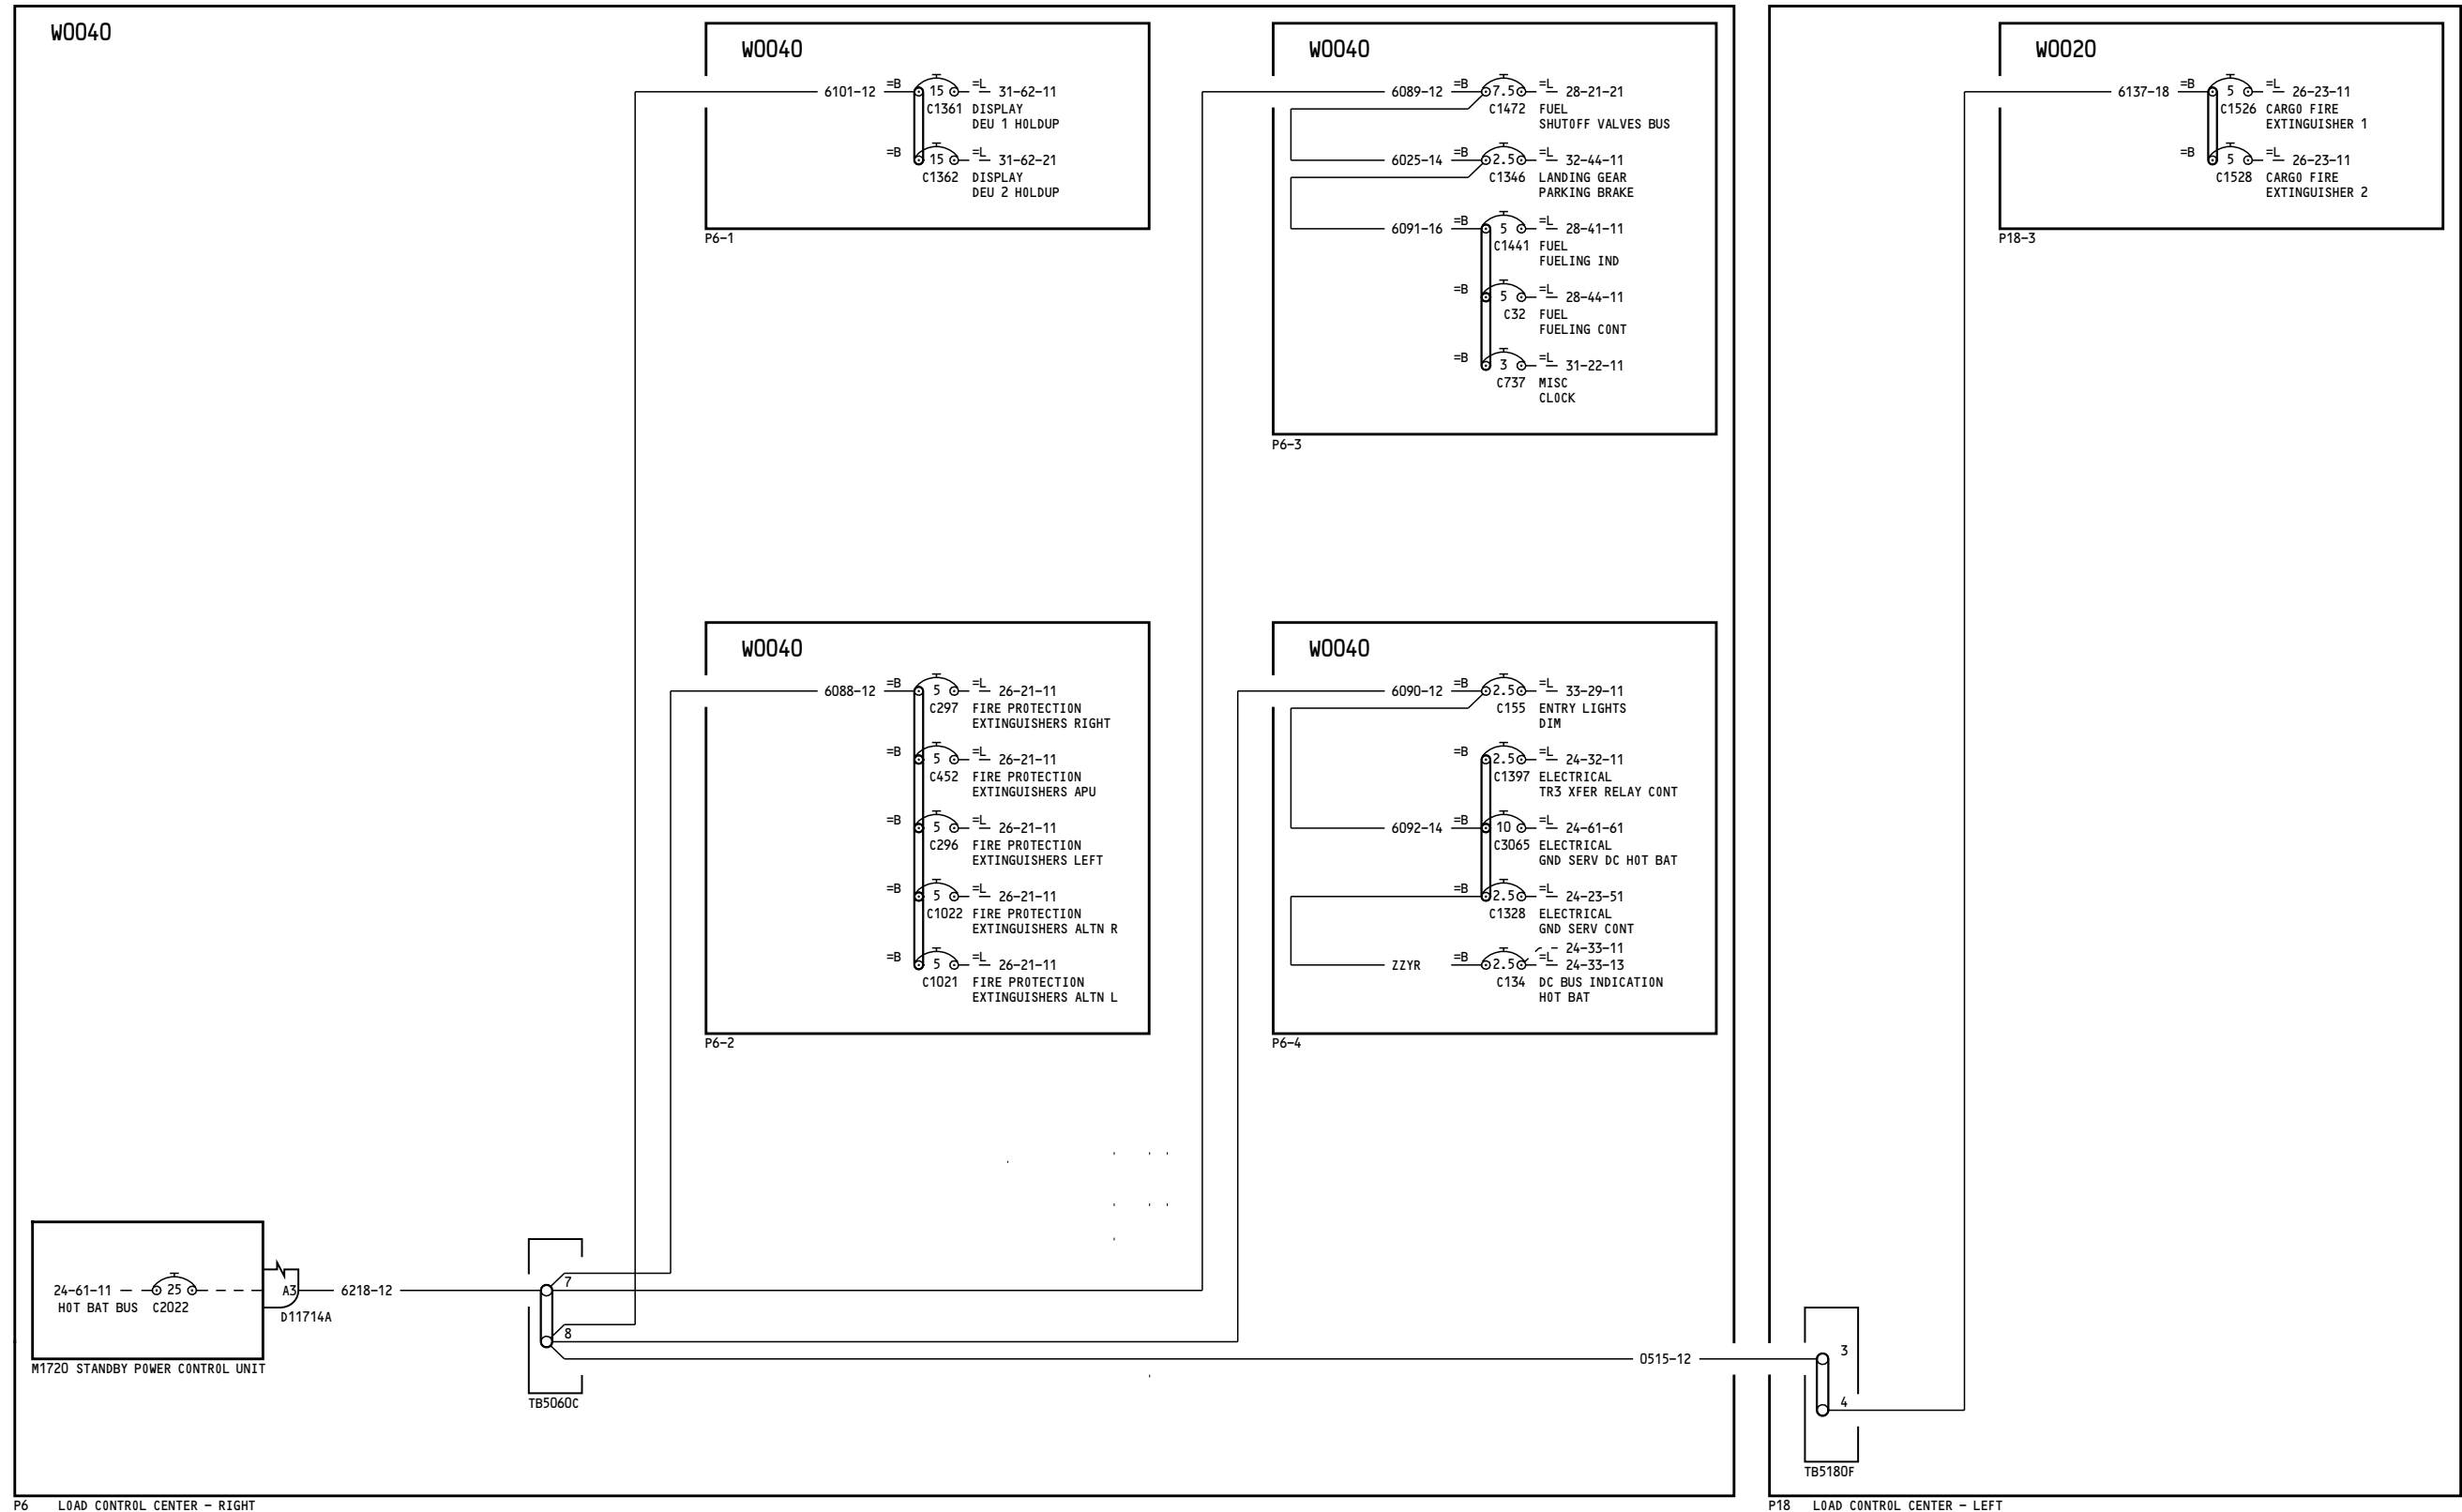 W0040
W0040
6101-12 =B 15 =L 31-62-11
C1361 DISPLAY
DEU 1 HOLDUP
=B 15 =L 31-62-21
C1362 DISPLAY
DEU 2 HOLDUP
P6-1
W0040
6089-12 =B 7.5 =L 28-21-21
C1472 FUEL
SHUTOFF VALVES BUS
6025-14 =B 2.5 =L 32-44-11
C1346 LANDING GEAR
PARKING BRAKE
6091-16 =B 5 =L 28-41-11
C1441 FUEL
FUELING IND
=B 5 =L 28-44-11
C32 FUEL
FUELING CONT
=B 3 =L 31-22-11
C737 MISC
CLOCK
P6-3
W0020
6137-18 =B 5 =L 26-23-11
C1526 CARGO FIRE
EXTINGUISHER 1
=B 5 =L 26-23-11
C1528 CARGO FIRE
EXTINGUISHER 2
P18-3
W0040
6088-12 =B 5 =L 26-21-11
C297 FIRE PROTECTION
EXTINGUISHERS RIGHT
=B 5 =L 26-21-11
C452 FIRE PROTECTION
EXTINGUISHERS APU
=B 5 =L 26-21-11
C296 FIRE PROTECTION
EXTINGUISHERS LEFT
=B 5 =L 26-21-11
C1022 FIRE PROTECTION
EXTINGUISHERS ALTN R
=B 5 =L 26-21-11
C1021 FIRE PROTECTION
EXTINGUISHERS ALTN L
P6-2
W0040
6090-12 =B 2.5 =L 33-29-11
C155 ENTRY LIGHTS
DIM
=B 2.5 =L 24-32-11
C1397 ELECTRICAL
TR3 XFER RELAY CONT
6092-14 =B 10 =L 24-61-61
C3065 ELECTRICAL
GND SERV DC HOT BAT
=B 2.5 =L 24-23-51
C1328 ELECTRICAL
GND SERV CONT
24-33-11
ZZYR =B 2.5 =L 24-33-13
C134 DC BUS INDICATION
HOT BAT
P6-4
24-61-11 25 A3 6218-12
HOT BAT BUS C2022
D11714A
M1720 STANDBY POWER CONTROL UNIT
7
8
TB5060C
0515-12
3
4
TB5180F
P6 LOAD CONTROL CENTER - RIGHT
P18 LOAD CONTROL CENTER - LEFT